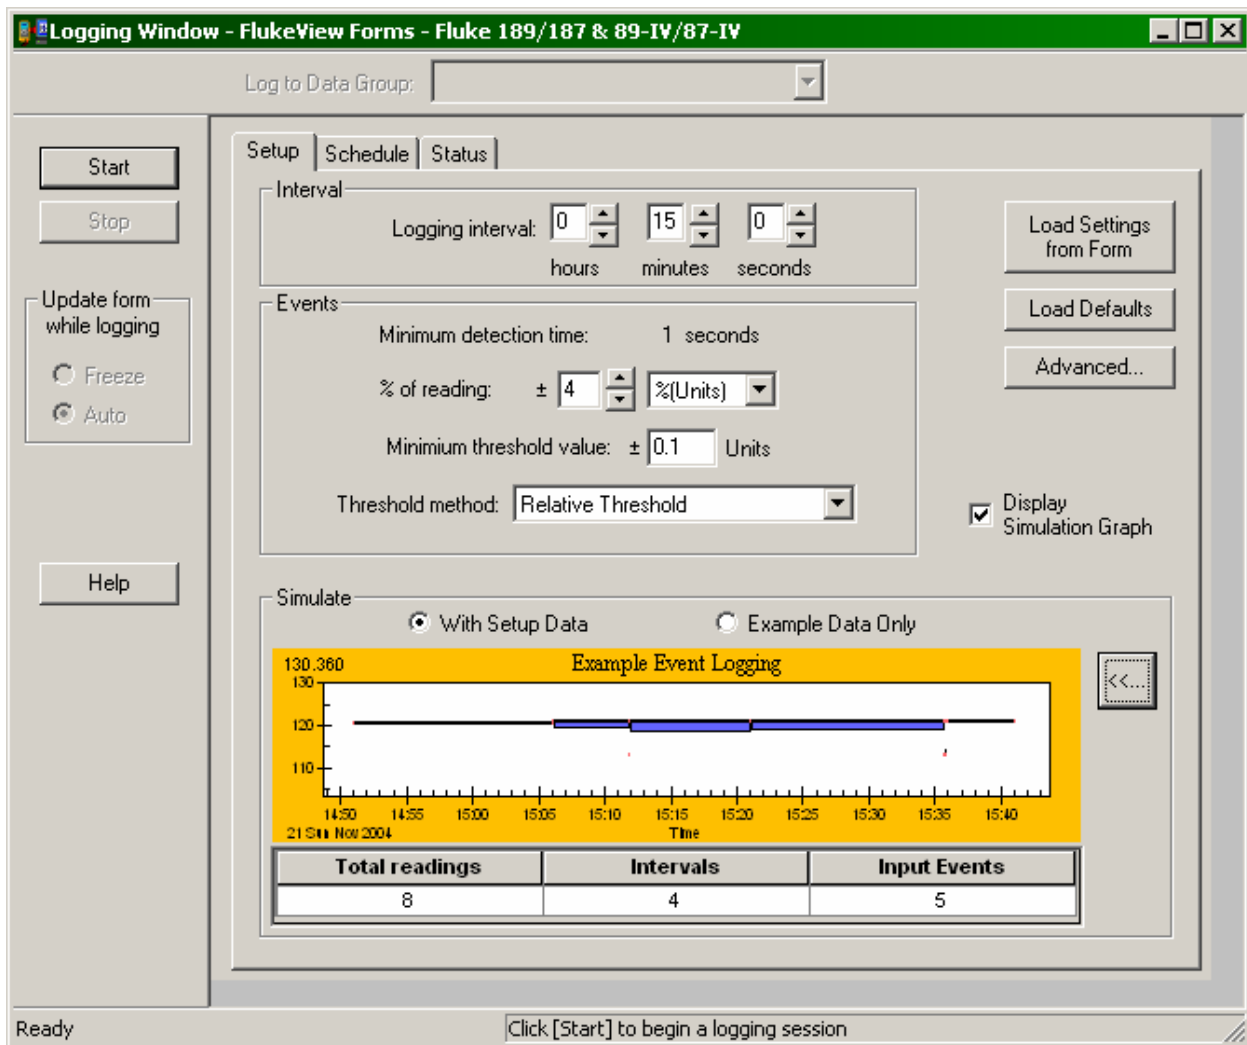 Logging Window - FlukeView Forms - Fluke 189/187 & 89-IV/87-IV
Log to Data Group:
Start
Stop
Update form
while logging
Freeze
Auto
Help
Setup Schedule Status
Interval
Logging interval: 0 15 0
hours minutes seconds
Events
Minimum detection time: 1 seconds
% of reading: ± 4 %(Units)
Minimium threshold value: ± 0.1 Units
Threshold method: Relative Threshold
Load Settings
from Form
Load Defaults
Advanced...
Display
Simulation Graph
Simulate
With Setup Data Example Data Only
130.360 Example Event Logging
130
120
110
14:50 14:55 15:00 15:05 15:10 15:15 15:20 15:25 15:30 15:35 15:40
21 Sun Nov 2004 Time
<<...
Total readings Intervals Input Events
8 4 5
Ready Click [Start] to begin a logging session